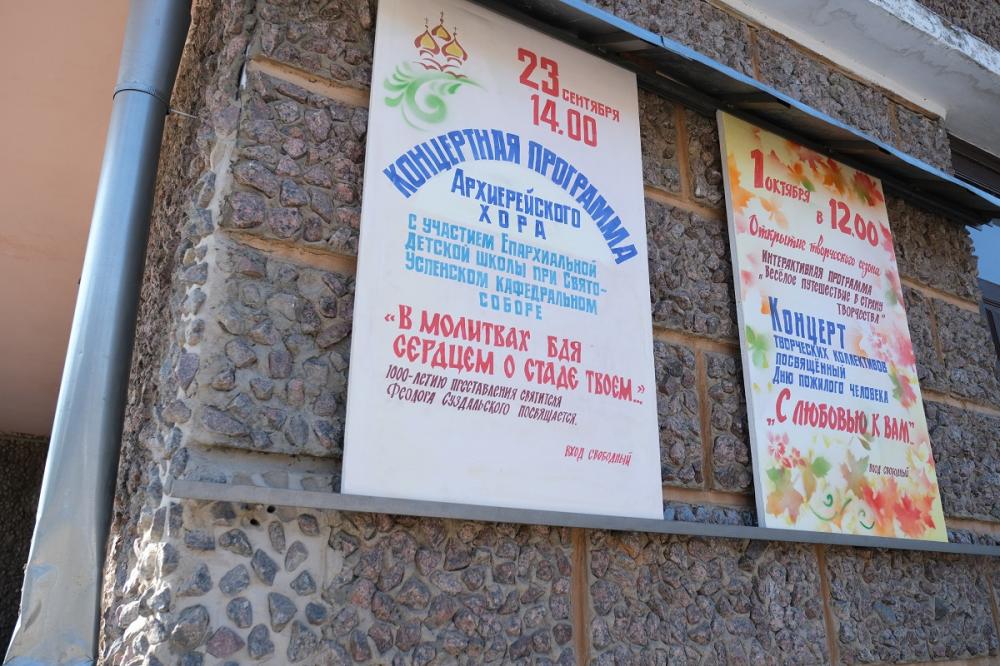 23 СЕНТЯБРЯ
14.00
КОНЦЕРТНАЯ ПРОГРАММА
АРХИЕРЕЙСКОГО
ХОРА
С УЧАСТИЕМ ЕПАРХИАЛЬНОЙ
ДЕТСКОЙ ШКОЛЫ ПРИ СВЯТО-
УСПЕНСКОМ КАФЕДРАЛЬНОМ
СОБОРЕ
„В МОЛИТВАХ БДЯ
СЕРДЦЕМ О СТАДЕ ТВОЕМ..."
1000-ЛЕТИЮ ПРЕСТАВЛЕНИЯ СВЯТИТЕЛЯ
ФЕОДОРА СУЗДАЛЬСКОГО ПОСВЯЩАЕТСЯ.
ВХОД СВОБОДНЫЙ
1 ОКТЯБРЯ В 12.00
Открытие творческого сезона
ИНТЕРАКТИВНАЯ ПРОГРАММА
„ВЕСЁЛОЕ ПУТЕШЕСТВИЕ В СТРАНУ
ТВОРЧЕСТВА"
КОНЦЕРТ
ТВОРЧЕСКИХ КОЛЛЕКТИВОВ
ПОСВЯЩЁННЫЙ
ДНЮ ПОЖИЛОГО ЧЕЛОВЕКА
„С ЛЮБОВЬЮ К ВАМ"
ВХОД СВОБОДНЫЙ